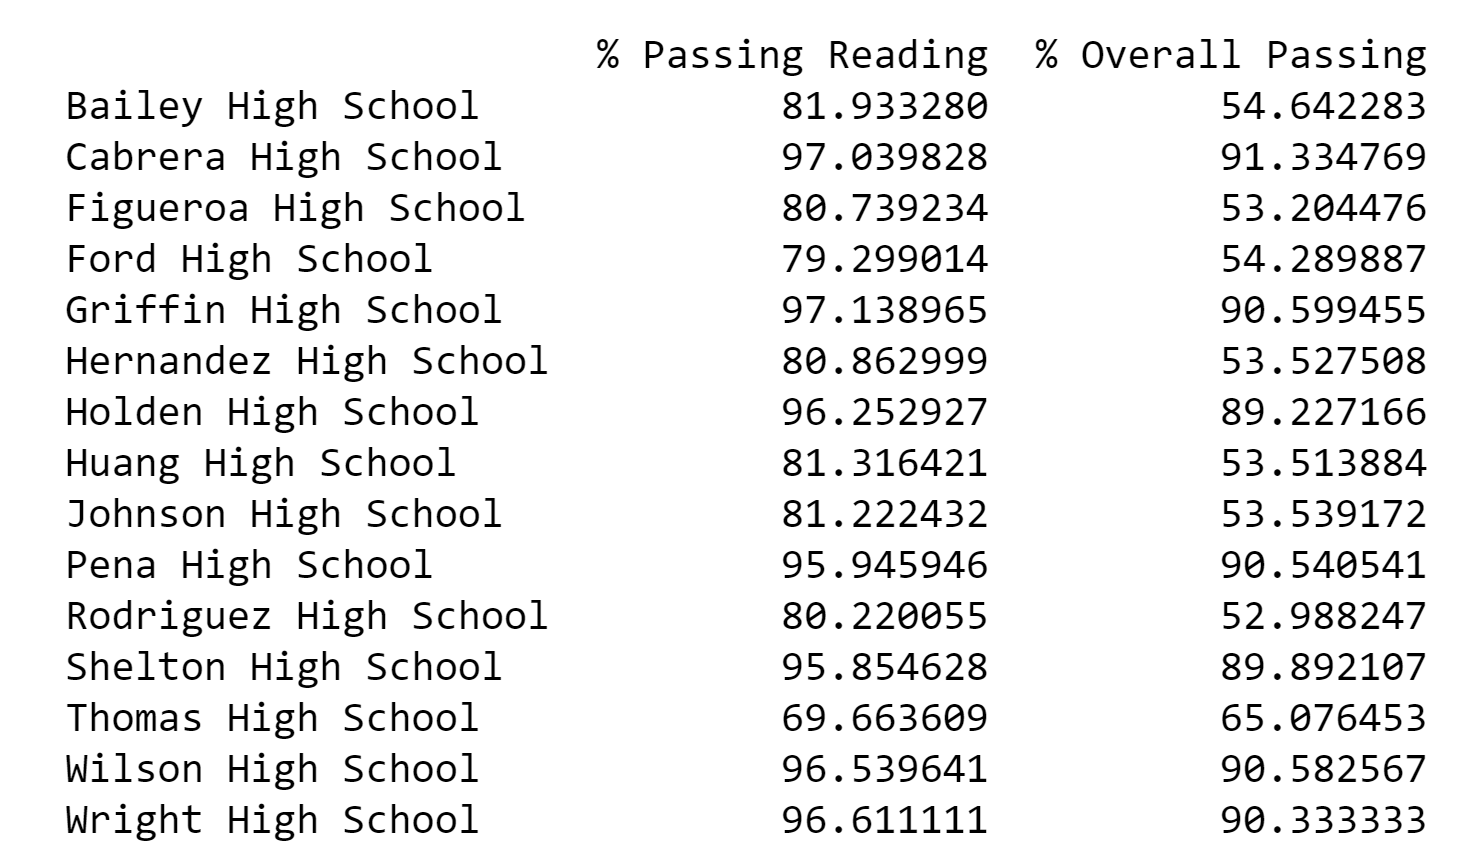 % Passing Reading % Overall Passing
Bailey High School 81.933280 54.642283
Cabrera High School 97.039828 91.334769
Figueroa High School 80.739234 53.204476
Ford High School 79.299014 54.289887
Griffin High School 97.138965 90.599455
Hernandez High School 80.862999 53.527508
Holden High School 96.252927 89.227166
Huang High School 81.316421 53.513884
Johnson High School 81.222432 53.539172
Pena High School 95.945946 90.540541
Rodriguez High School 80.220055 52.988247
Shelton High School 95.854628 89.892107
Thomas High School 69.663609 65.076453
Wilson High School 96.539641 90.582567
Wright High School 96.611111 90.333333